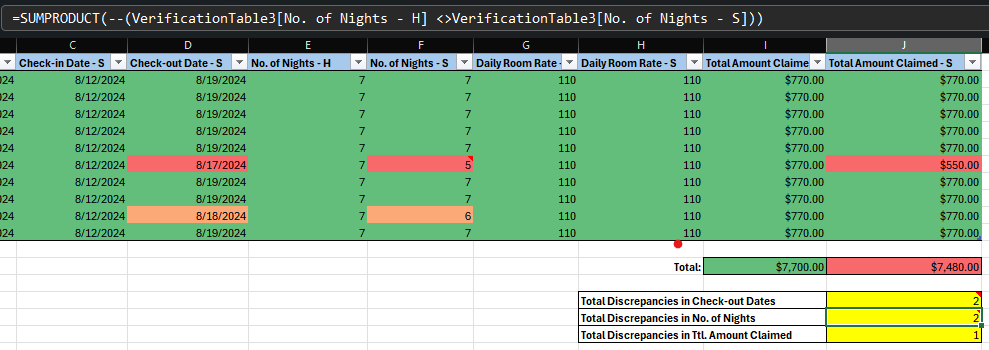 =SUMPRODUCT(--(VerificationTable3[No. of Nights - H] <>VerificationTable3[No. of Nights - S]))
C D E F G H I J
Check-in Date - S Check-out Date - S No. of Nights - H No. of Nights - S Daily Room Rate - Daily Room Rate - S Total Amount Claime Total Amount Claimed - S
024 8/12/2024 8/19/2024 7 7 110 110 $770.00 $770.00
024 8/12/2024 8/19/2024 7 7 110 110 $770.00 $770.00
024 8/12/2024 8/19/2024 7 7 110 110 $770.00 $770.00
024 8/12/2024 8/19/2024 7 7 110 110 $770.00 $770.00
024 8/12/2024 8/19/2024 7 7 110 110 $770.00 $770.00
024 8/12/2024 8/17/2024 7 5 110 110 $770.00 $550.00
024 8/12/2024 8/19/2024 7 7 110 110 $770.00 $770.00
024 8/12/2024 8/19/2024 7 7 110 110 $770.00 $770.00
024 8/12/2024 8/18/2024 7 6 110 110 $770.00 $770.00
024 8/12/2024 8/19/2024 7 7 110 110 $770.00 $770.00
Total: $7,700.00 $7,480.00
Total Discrepancies in Check-out Dates 2
Total Discrepancies in No. of Nights 2
Total Discrepancies in Ttl. Amount Claimed 1